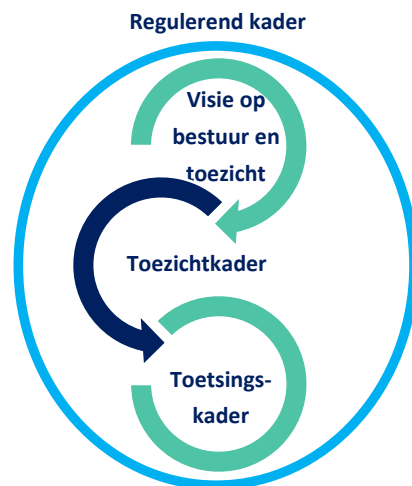 Regulerend kader
Visie op
bestuur en
toezicht
Toezichtkader
Toetsings-
kader